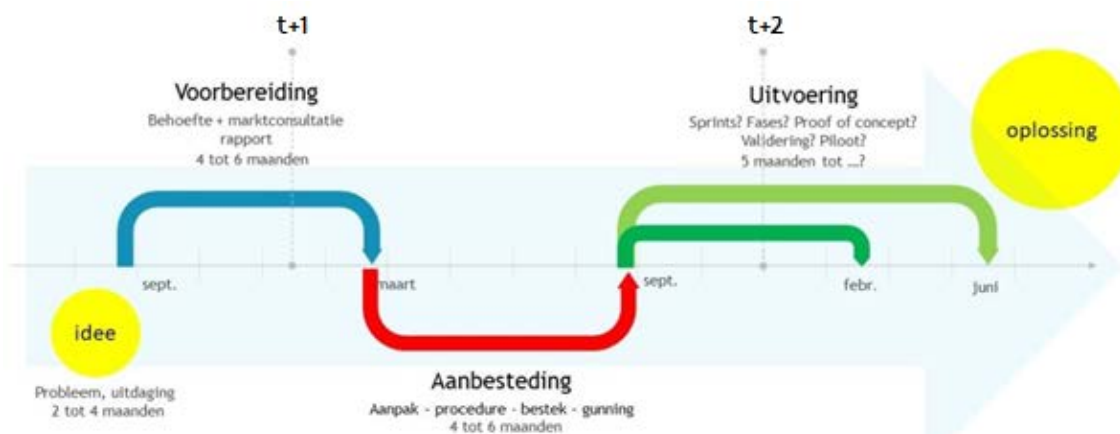 t+1
t+2
Voorbereiding
Behoefte + marktconsultatie
rapport
4 tot 6 maanden
Uitvoering
Sprints? Fases? Proof of concept?
Validering? Piloot?
5 maanden tot ...?
oplossing
sept.
maart
sept.
febr.
juni
idee
Probleem, uitdaging
2 tot 4 maanden
Aanbesteding
Aanpak - procedure - bestek - gunning
4 tot 6 maanden